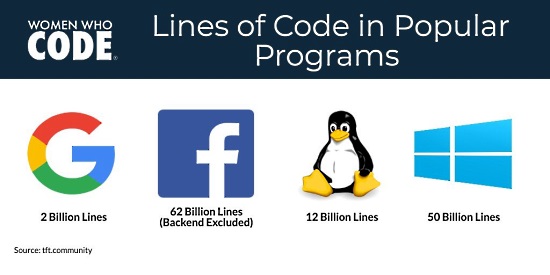 WOMEN WHO
CODE
Lines of Code in Popular
Programs
2 Billion Lines
62 Billion Lines
(Backend Excluded)
12 Billion Lines
50 Billion Lines
Source: tft.community